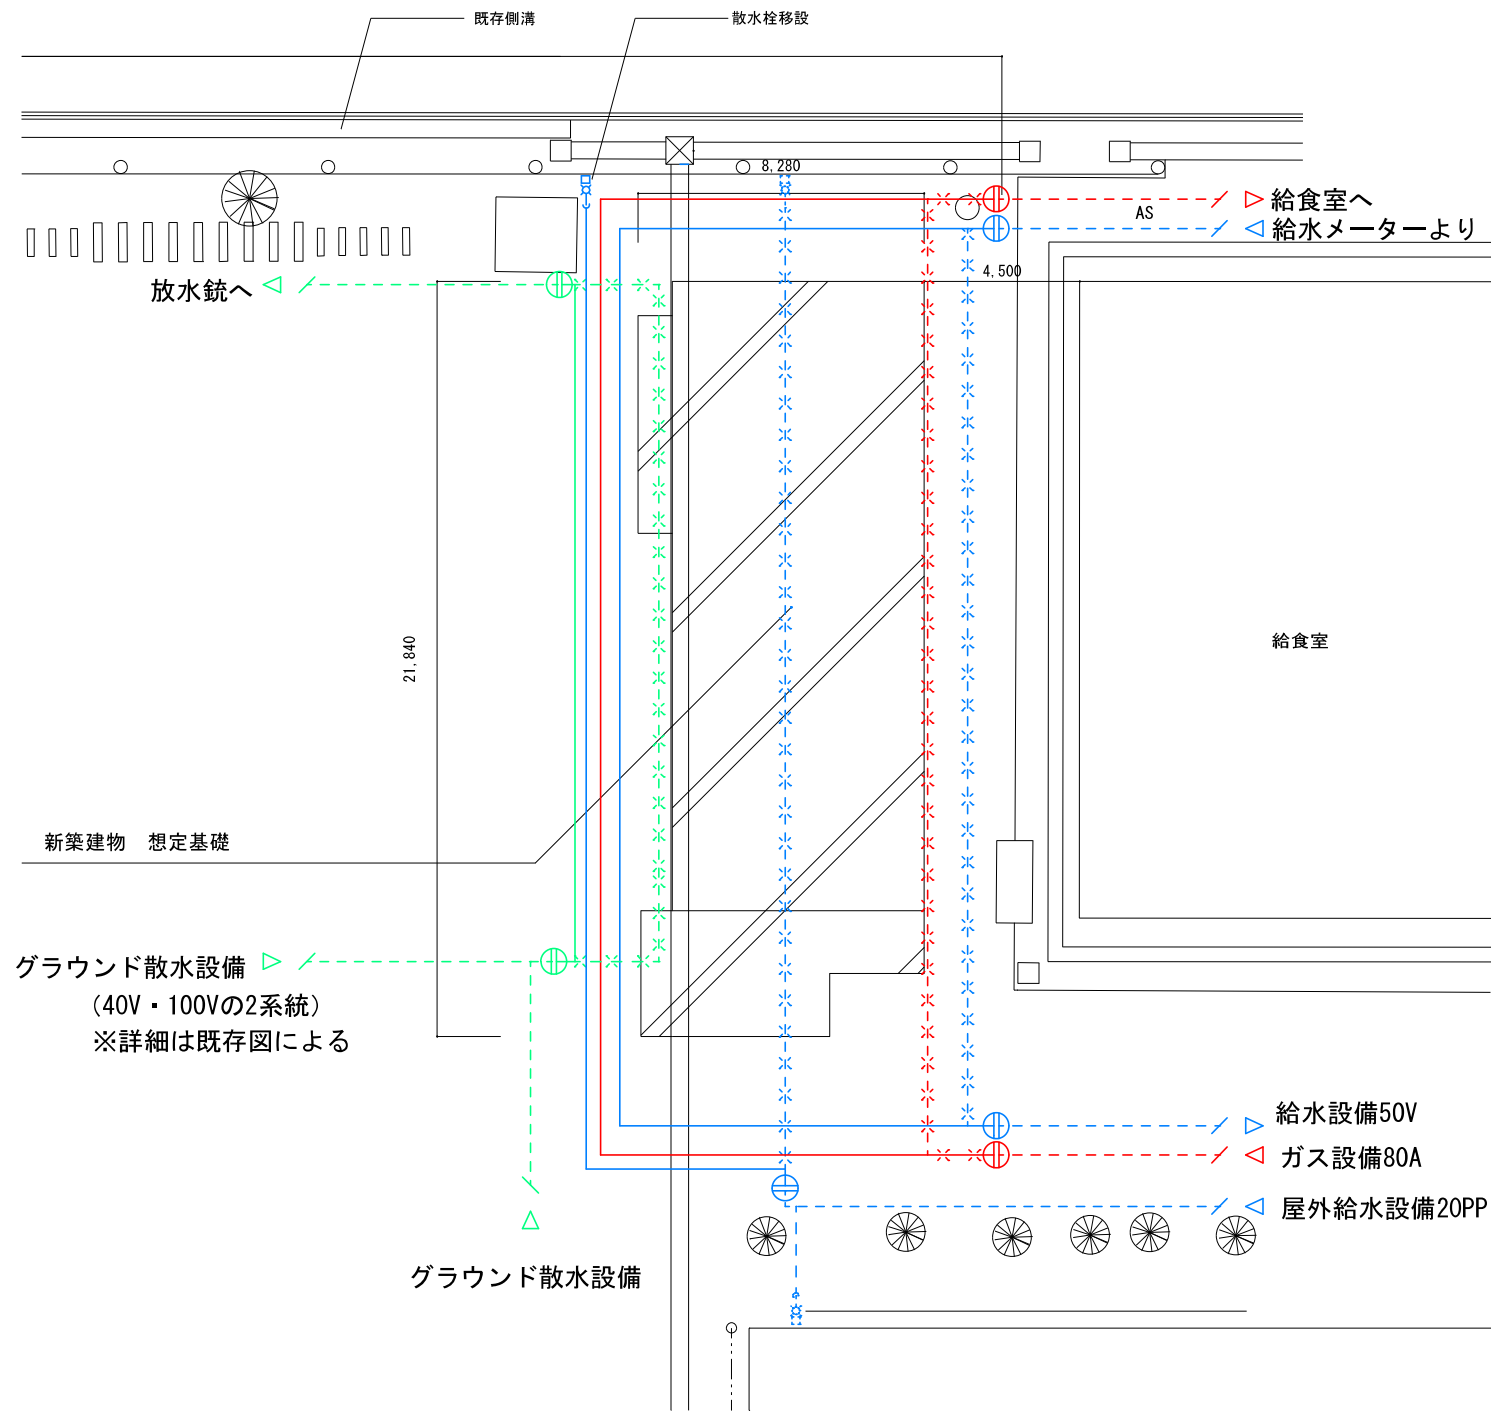 既存側溝
散水栓移設
8,280
給食室へ
AS
給水メーターより
4,500
放水銃へ
21,840
給食室
新築建物　想定基礎
グラウンド散水設備
（40V・100Vの2系統）
※詳細は既存図による
給水設備50V
ガス設備80A
屋外給水設備20PP
グラウンド散水設備